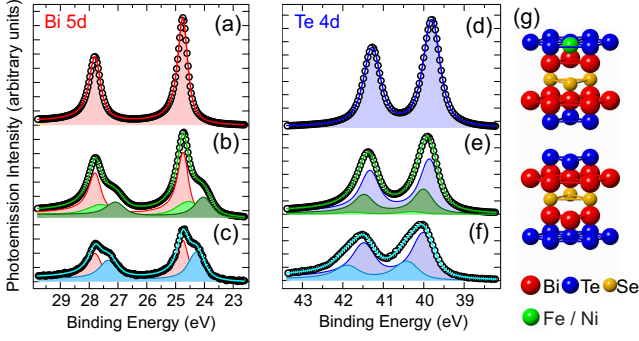 Photoemission Intensity (arbitrary units)
Bi 5d
(a)
(b)
(c)
29 28 27 26 25 24 23
Binding Energy (eV)
Te 4d
(d)
(e)
(f)
43 42 41 40 39
Binding Energy (eV)
(g)
Bi Te Se
Fe / Ni